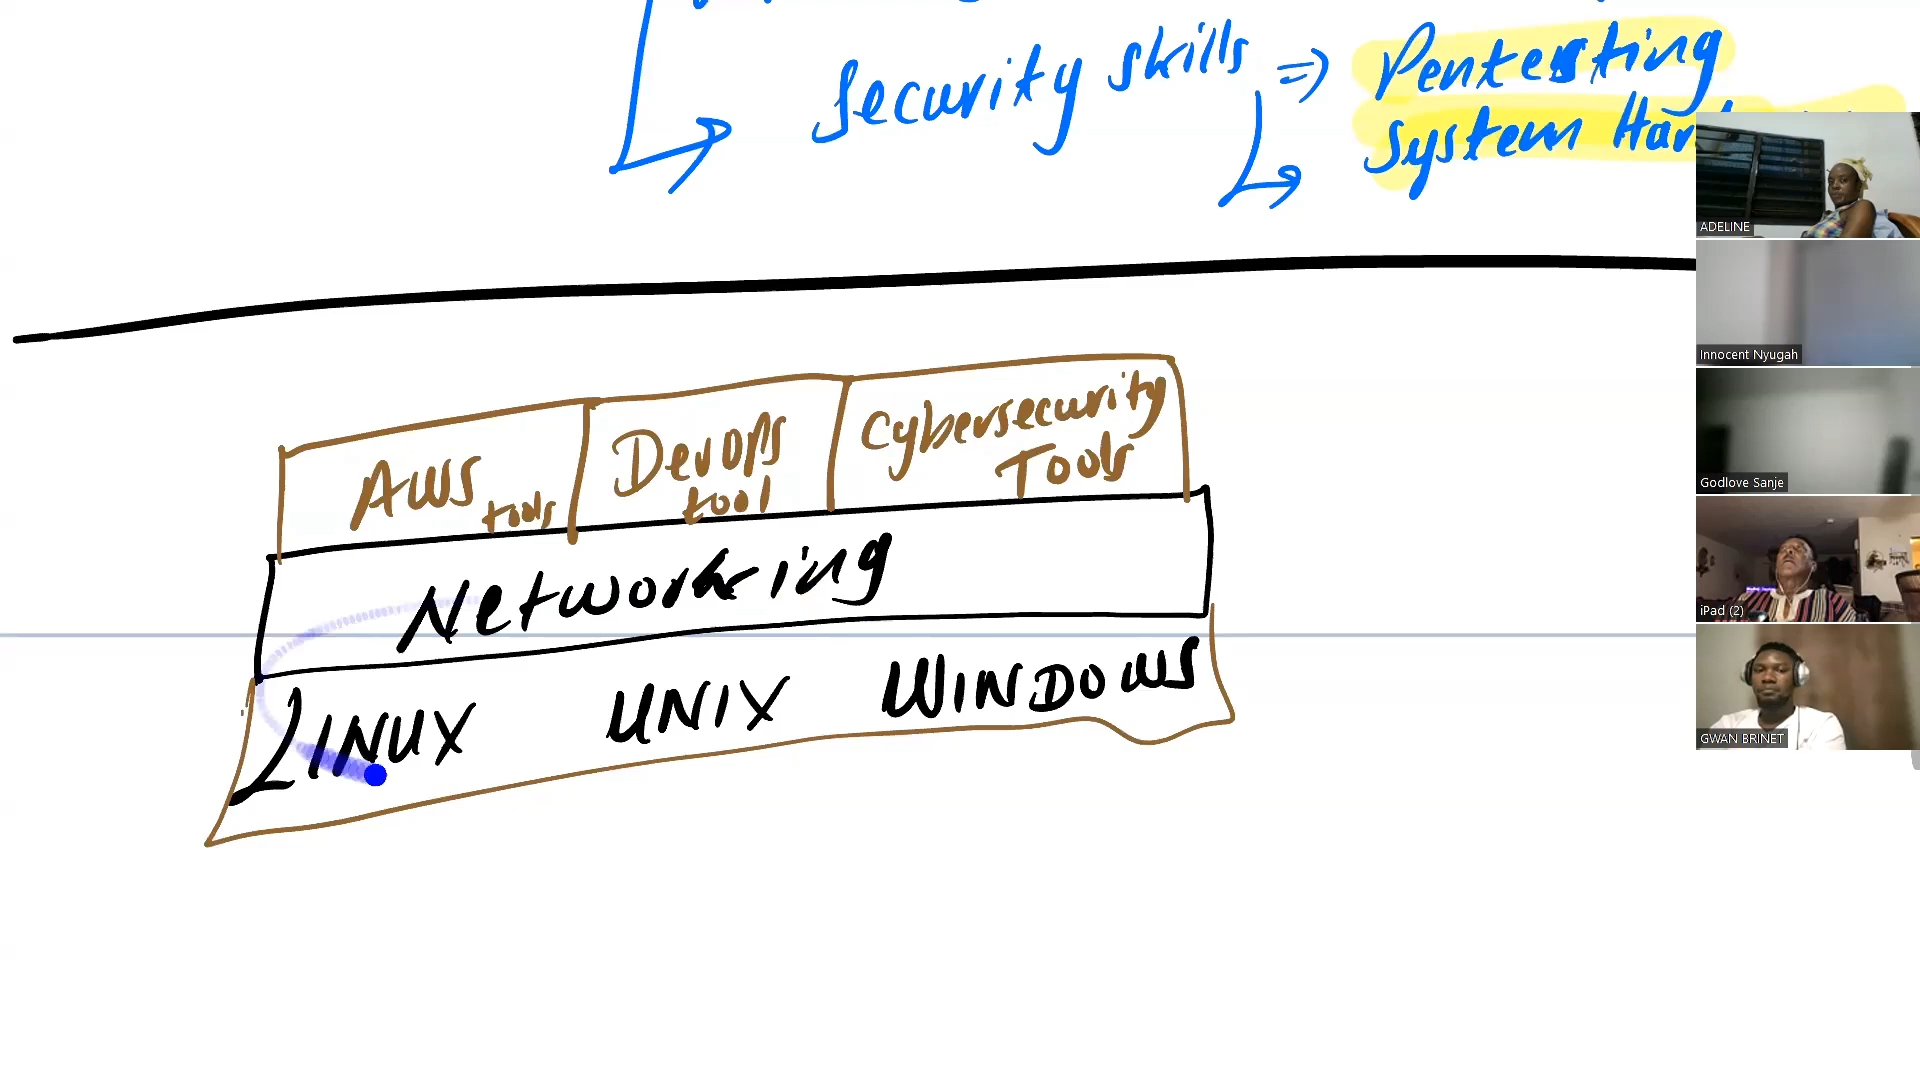 Security skills => Pentesting
System Har
AWS tools
DevOps tool
Cybersecurity Tools
Networking
LINUX UNIX WINDOWS
ADELINE
Innocent Nyugah
Godlove Sanje
iPad (2)
GWAN BRINET